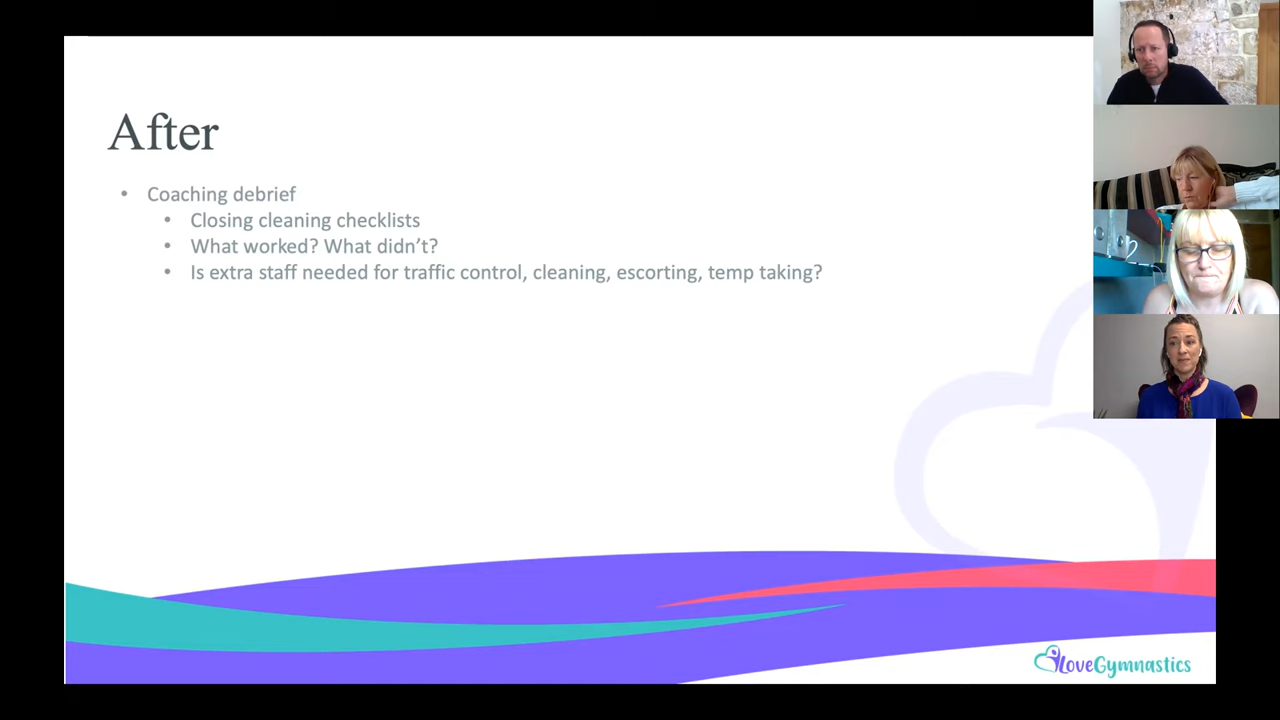 After
• Coaching debrief
• Closing cleaning checklists
• What worked? What didn’t?
• Is extra staff needed for traffic control, cleaning, escorting, temp taking?
iLoveGymnastics